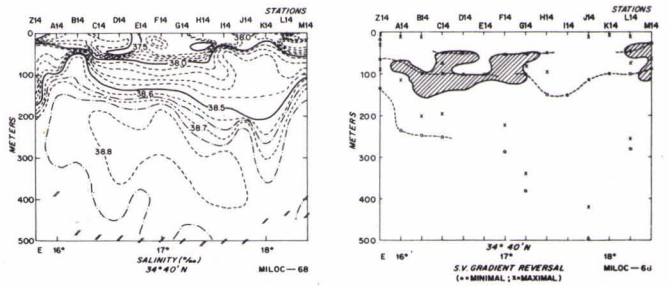 STATIONS
Z14 A14 B14 C14 D14 E14 F14 G14 H14 I14 J14 K14 L14 M14
0
100
200
300
400
500
METERS
37.5
38.0
38.0
38.6
38.5
38.7
38.8
E 16° 17° 18°
SALINITY (‰)
34° 40' N MILOC—68
STATIONS
Z14 A14 B14 C14 D14 E14 F14 G14 H14 I14 J14 K14 L14 M14
0
100
200
300
400
500
METERS
34° 40' N
E 16° 17° 18°
S.V. GRADIENT REVERSAL
(○=MINIMAL; X=MAXIMAL)